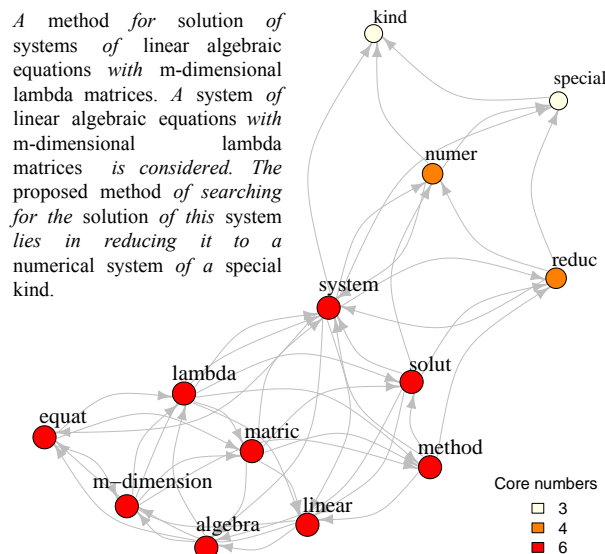 A method for solution of
systems of linear algebraic
equations with m-dimensional
lambda matrices. A system of
linear algebraic equations with
m-dimensional lambda
matrices is considered. The
proposed method of searching
for the solution of this system
lies in reducing it to a
numerical system of a special
kind.
kind
special
numer
reduc
system
solut
lambda
equat
matric
method
m−dimension
linear
algebra
Core numbers
3
4
6